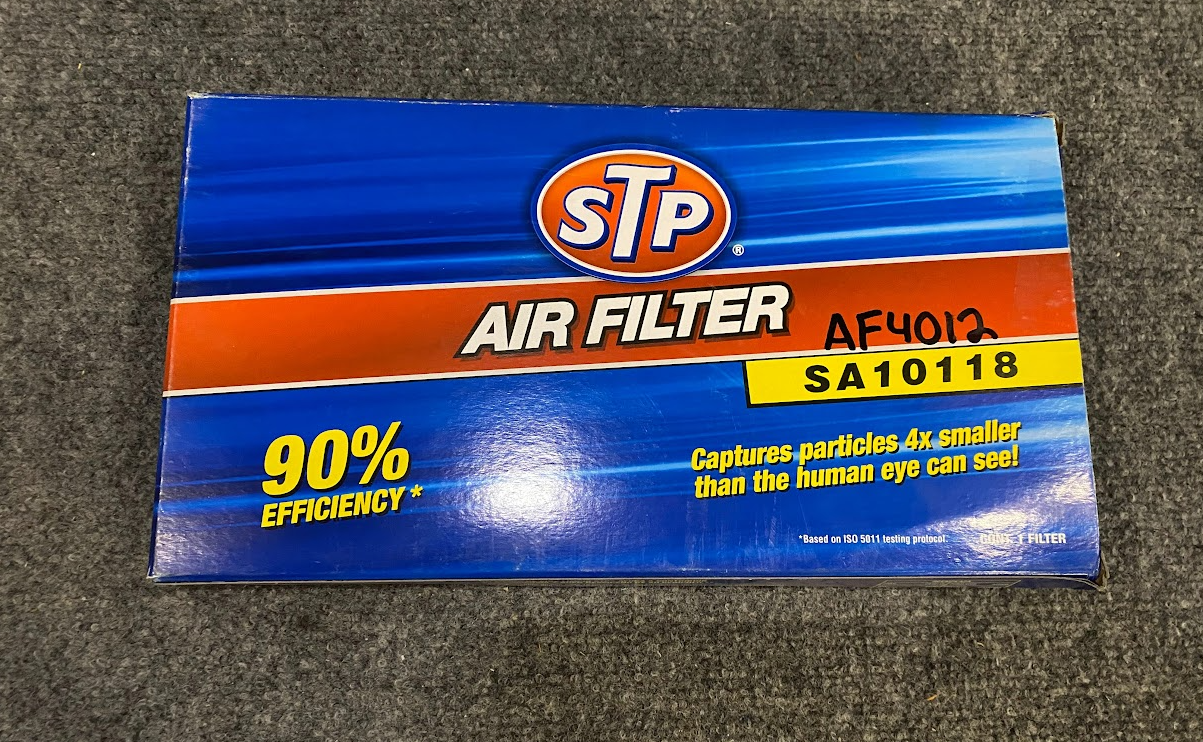 STP®
AIR FILTER
AF4012
SA10118
90%
EFFICIENCY*
Captures particles 4x smaller
than the human eye can see!
*Based on ISO 5011 testing protocol.
CONT. 1 FILTER